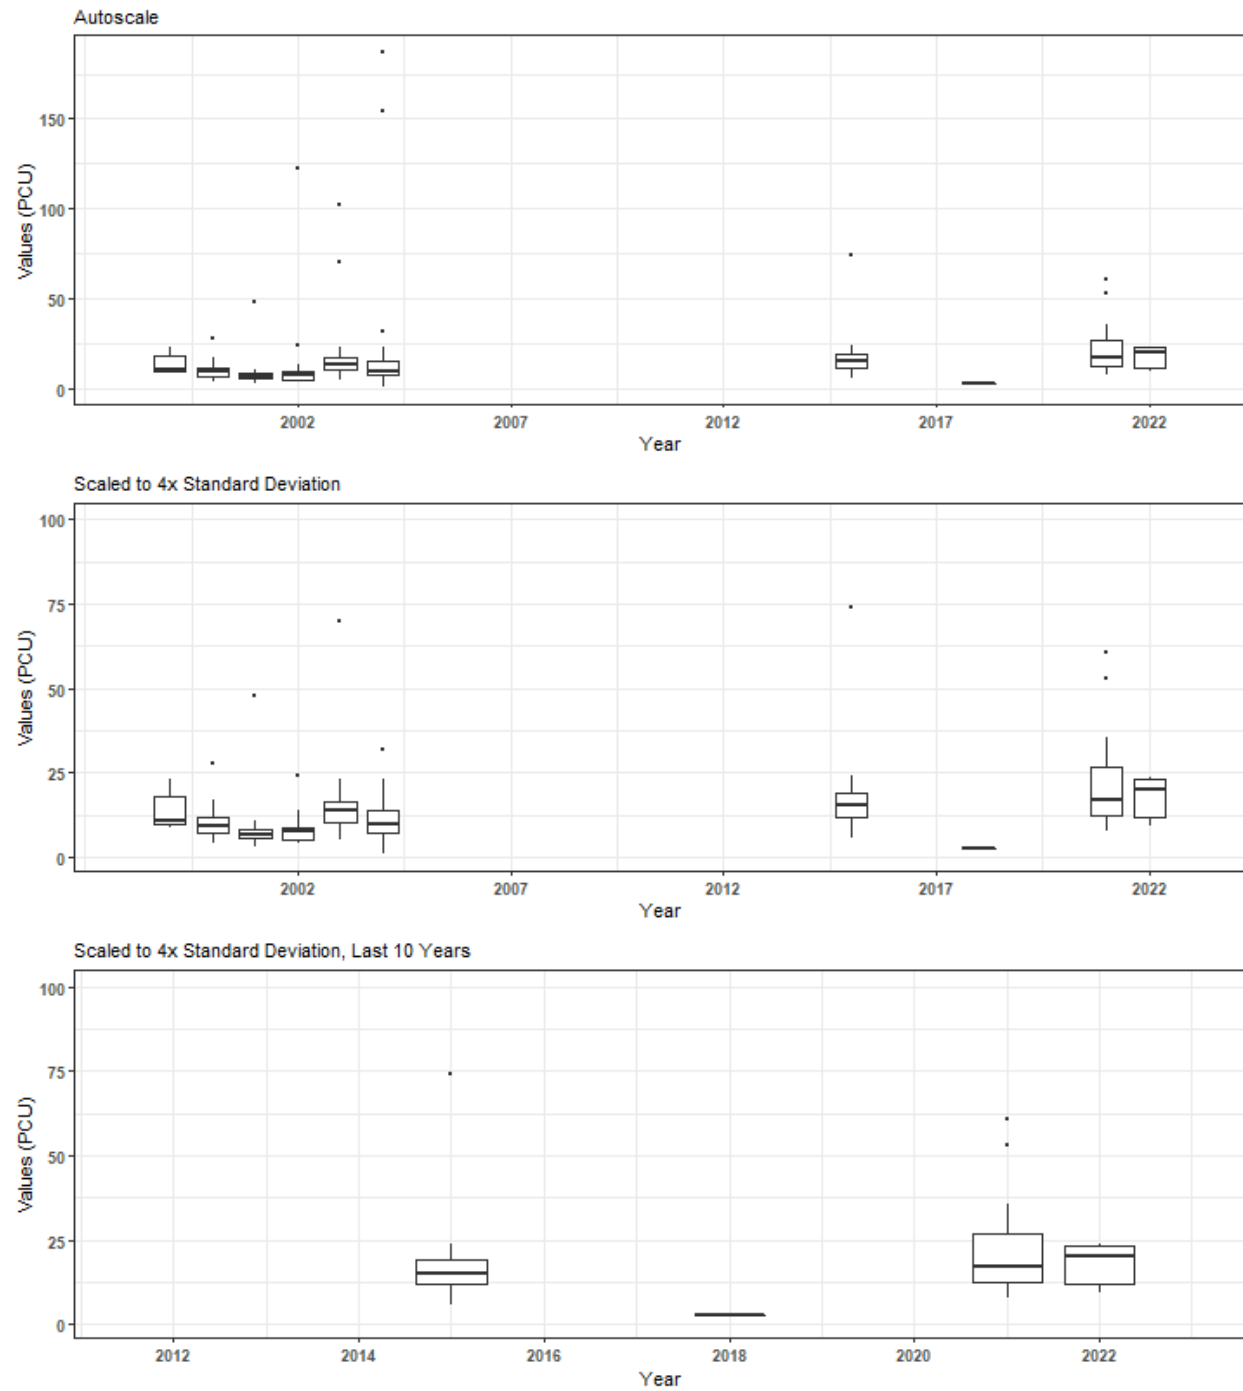 Autoscale
150
100
50
0
Values (PCU)
2002 2007 2012 2017 2022
Year
Scaled to 4x Standard Deviation
100
75
50
25
0
Values (PCU)
2002 2007 2012 2017 2022
Year
Scaled to 4x Standard Deviation, Last 10 Years
100
75
50
25
0
Values (PCU)
2012 2014 2016 2018 2020 2022
Year